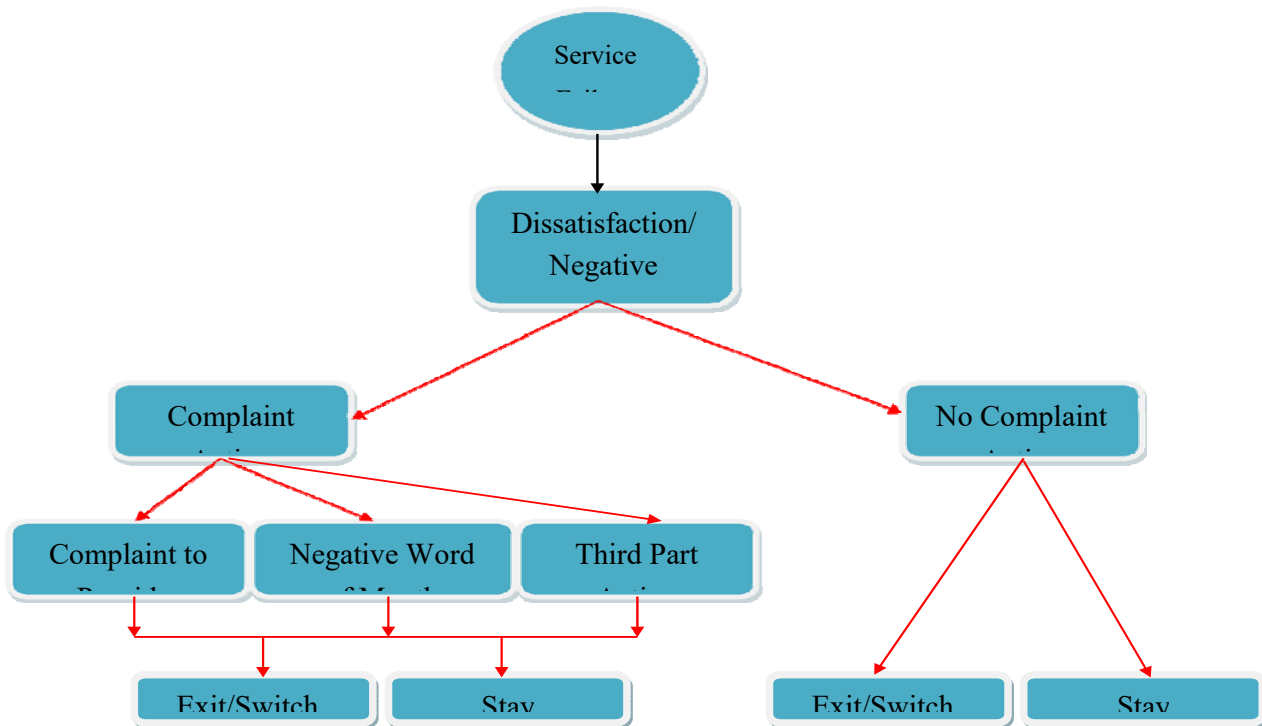 Service
Dissatisfaction/
Negative
Complaint
No Complaint
Complaint to
Negative Word
Third Part
Exit/Switch
Stay
Exit/Switch
Stay